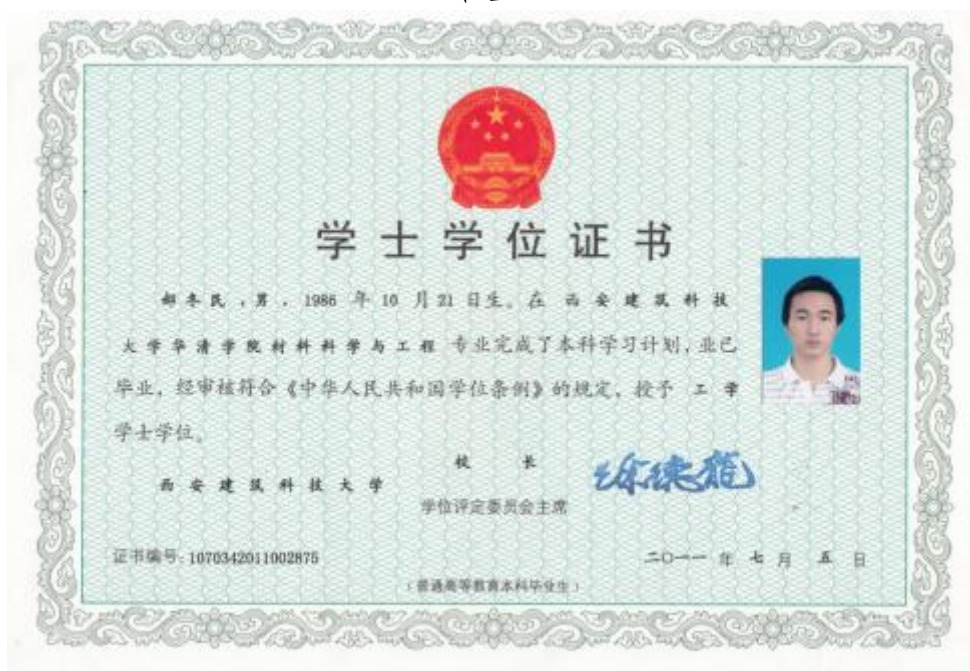 学士学位证书
郝冬民，男，1986 年 10 月 21 日生。在 西安建筑科技
大学华清学院材料科学与工程 专业完成了本科学习计划，业已
毕业，经审核符合《中华人民共和国学位条例》的规定，授予 工学
学士学位。
西安建筑科技大学
校 长
徐德龙
学位评定委员会主席
证书编号：1070342011002875
二〇一一 年 七 月 五 日
（普通高等教育本科毕业生）